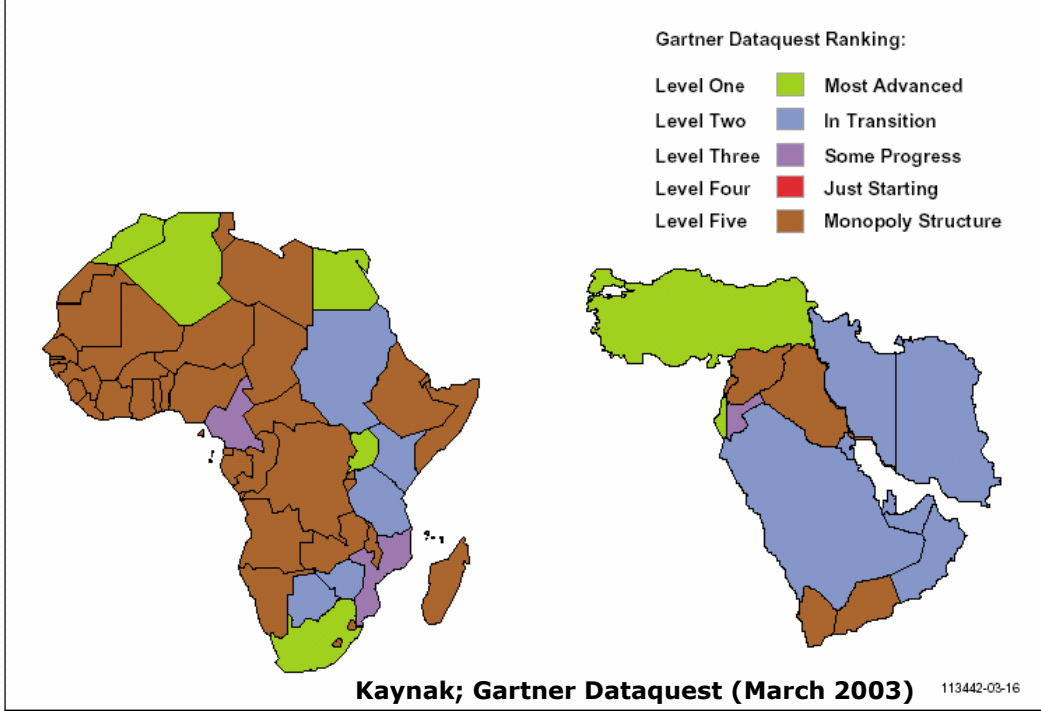 Gartner Dataquest Ranking:
Level One Most Advanced
Level Two In Transition
Level Three Some Progress
Level Four Just Starting
Level Five Monopoly Structure
Kaynak; Gartner Dataquest (March 2003)
113442-03-16